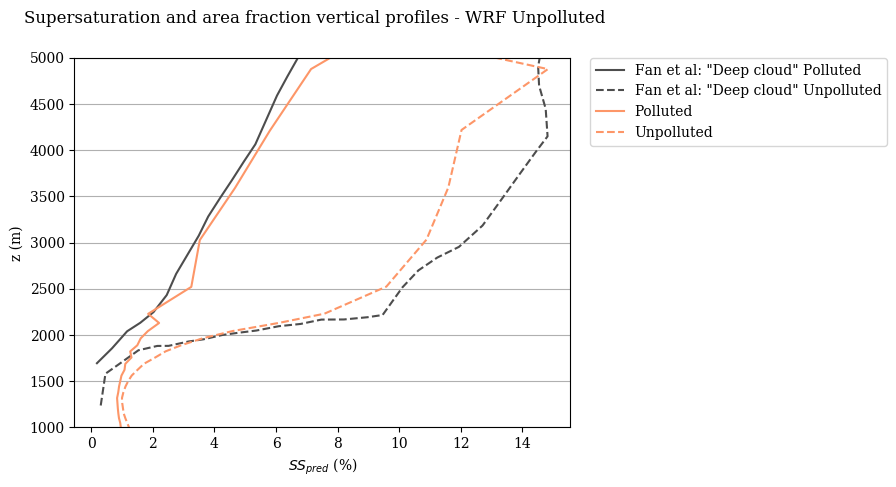 Supersaturation and area fraction vertical profiles - WRF Unpolluted
5000
4500
4000
3500
3000
2500
2000
1500
1000
z (m)
0 2 4 6 8 10 12 14
SS_pred (%)
Fan et al: "Deep cloud" Polluted
Fan et al: "Deep cloud" Unpolluted
Polluted
Unpolluted